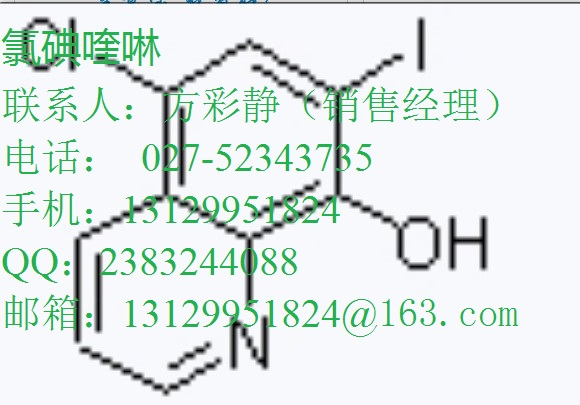 氯碘喹啉
联系人：方彩静（销售经理）
电话： 027-52343735
手机：13129951824
QQ：2383244088
邮箱：13129951824@163.com
Cl
I
OH
N